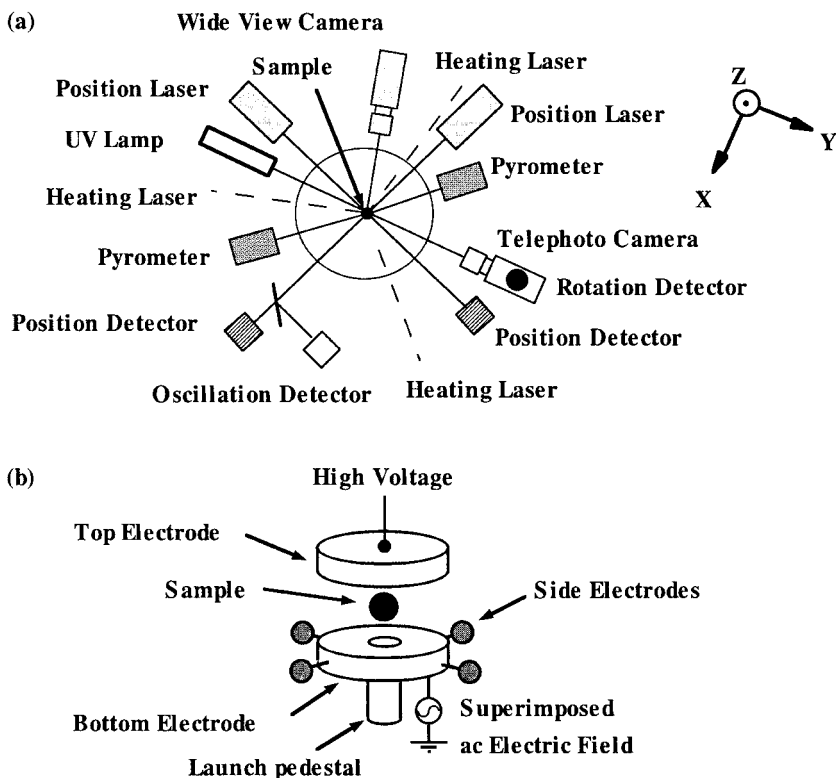 (a)
Wide View Camera
Sample
Heating Laser
Position Laser
Position Laser
UV Lamp
Pyrometer
Heating Laser
Telephoto Camera
Pyrometer
Rotation Detector
Position Detector
Position Detector
Oscillation Detector
Heating Laser
Z
Y
X
(b)
High Voltage
Top Electrode
Sample
Side Electrodes
Bottom Electrode
Superimposed
ac Electric Field
Launch pedestal